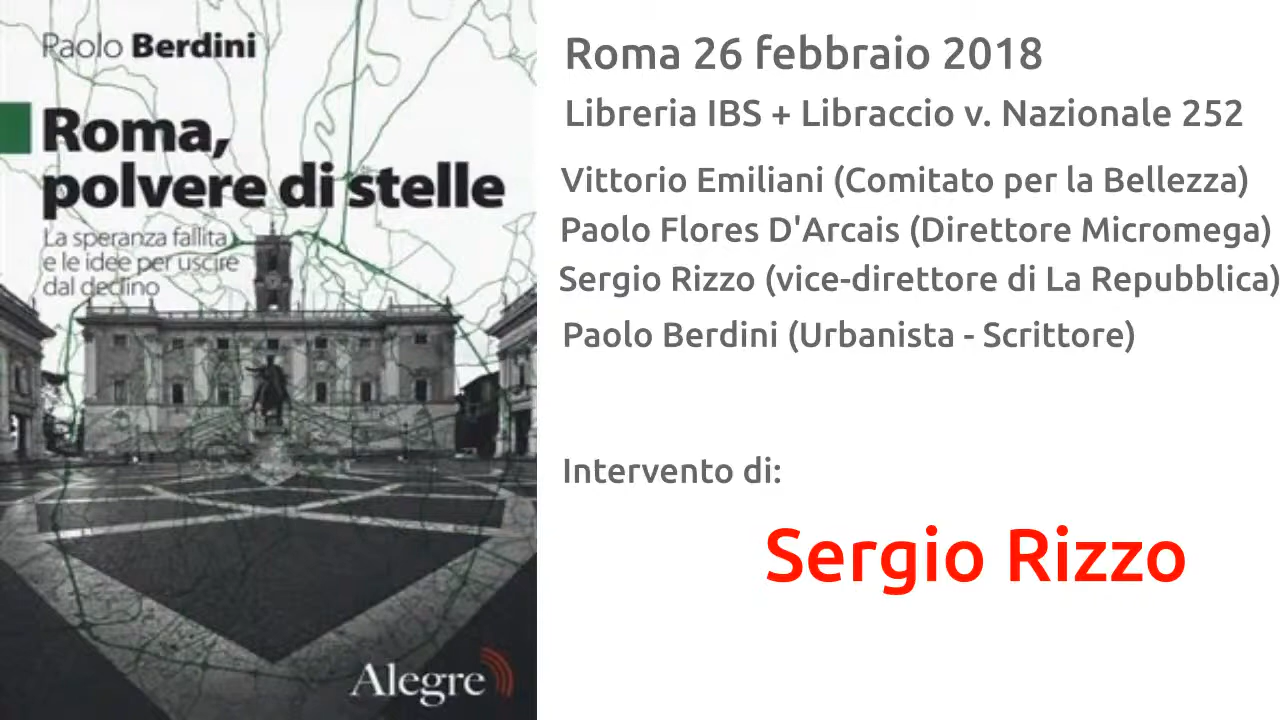 Paolo Berdini
Roma,
polvere di stelle
La speranza fallita
e le idee per uscire
dal declino
Alegre
Roma 26 febbraio 2018
Libreria IBS + Libraccio v. Nazionale 252
Vittorio Emiliani (Comitato per la Bellezza)
Paolo Flores D'Arcais (Direttore Micromega)
Sergio Rizzo (vice-direttore di La Repubblica)
Paolo Berdini (Urbanista - Scrittore)
Intervento di:
Sergio Rizzo